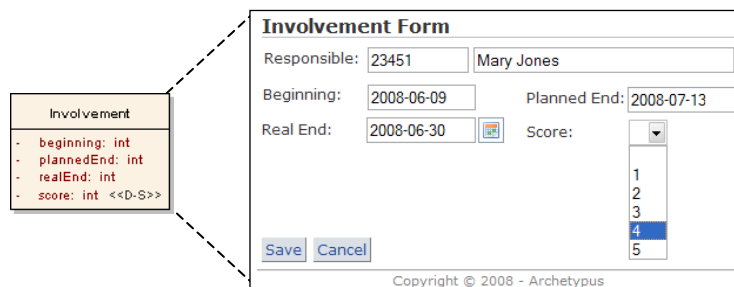 Involvement
- beginning: int
- plannedEnd: int
- realEnd: int
- score: int <<D-S>>
Involvement Form
Responsible: 23451 Mary Jones
Beginning: 2008-06-09 Planned End: 2008-07-13
Real End: 2008-06-30 Score:
1
2
3
4
5
Save Cancel
Copyright © 2008 - Archetypus